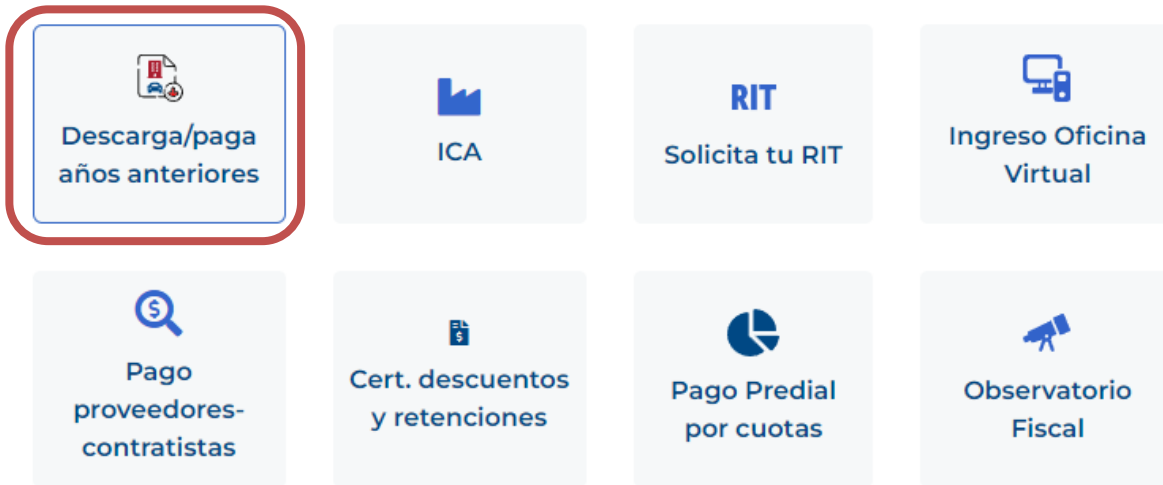 Descarga/paga
años anteriores
ICA
RIT
Solicita tu RIT
Ingreso Oficina
Virtual
Pago
proveedores-
contratistas
Cert. descuentos
y retenciones
Pago Predial
por cuotas
Observatorio
Fiscal